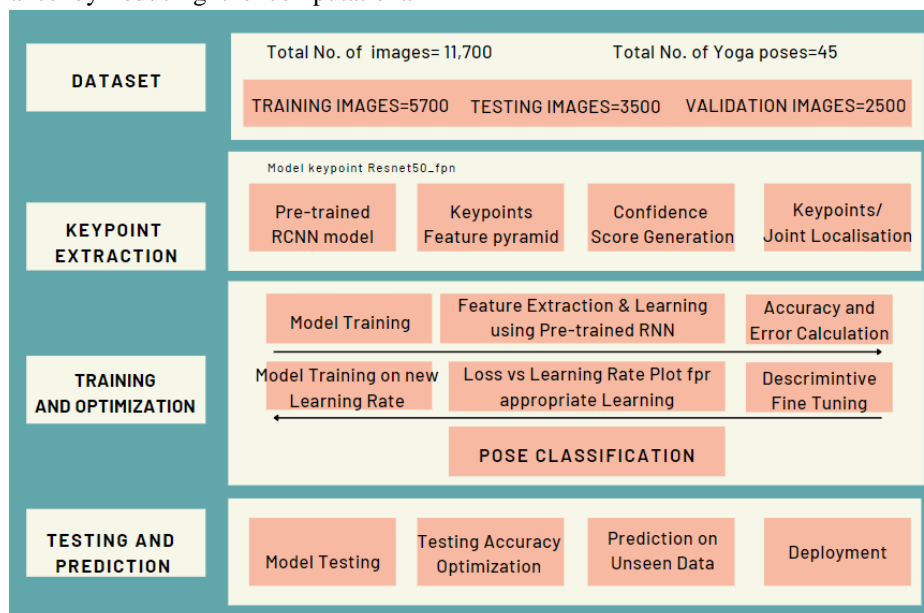 DATASET
Total No. of images= 11,700
Total No. of Yoga poses=45
TRAINING IMAGES=5700
TESTING IMAGES=3500
VALIDATION IMAGES=2500
KEYPOINT
EXTRACTION
Model keypoint Resnet50_fpn
Pre-trained
RCNN model
Keypoints
Feature pyramid
Confidence
Score Generation
Keypoints/
Joint Localisation
TRAINING
AND OPTIMIZATION
Model Training
Feature Extraction & Learning
using Pre-trained RNN
Accuracy and
Error Calculation
Model Training on new
Learning Rate
Loss vs Learning Rate Plot fpr
appropriate Learning
Descrimintive
Fine Tuning
POSE CLASSIFICATION
TESTING AND
PREDICTION
Model Testing
Testing Accuracy
Optimization
Prediction on
Unseen Data
Deployment